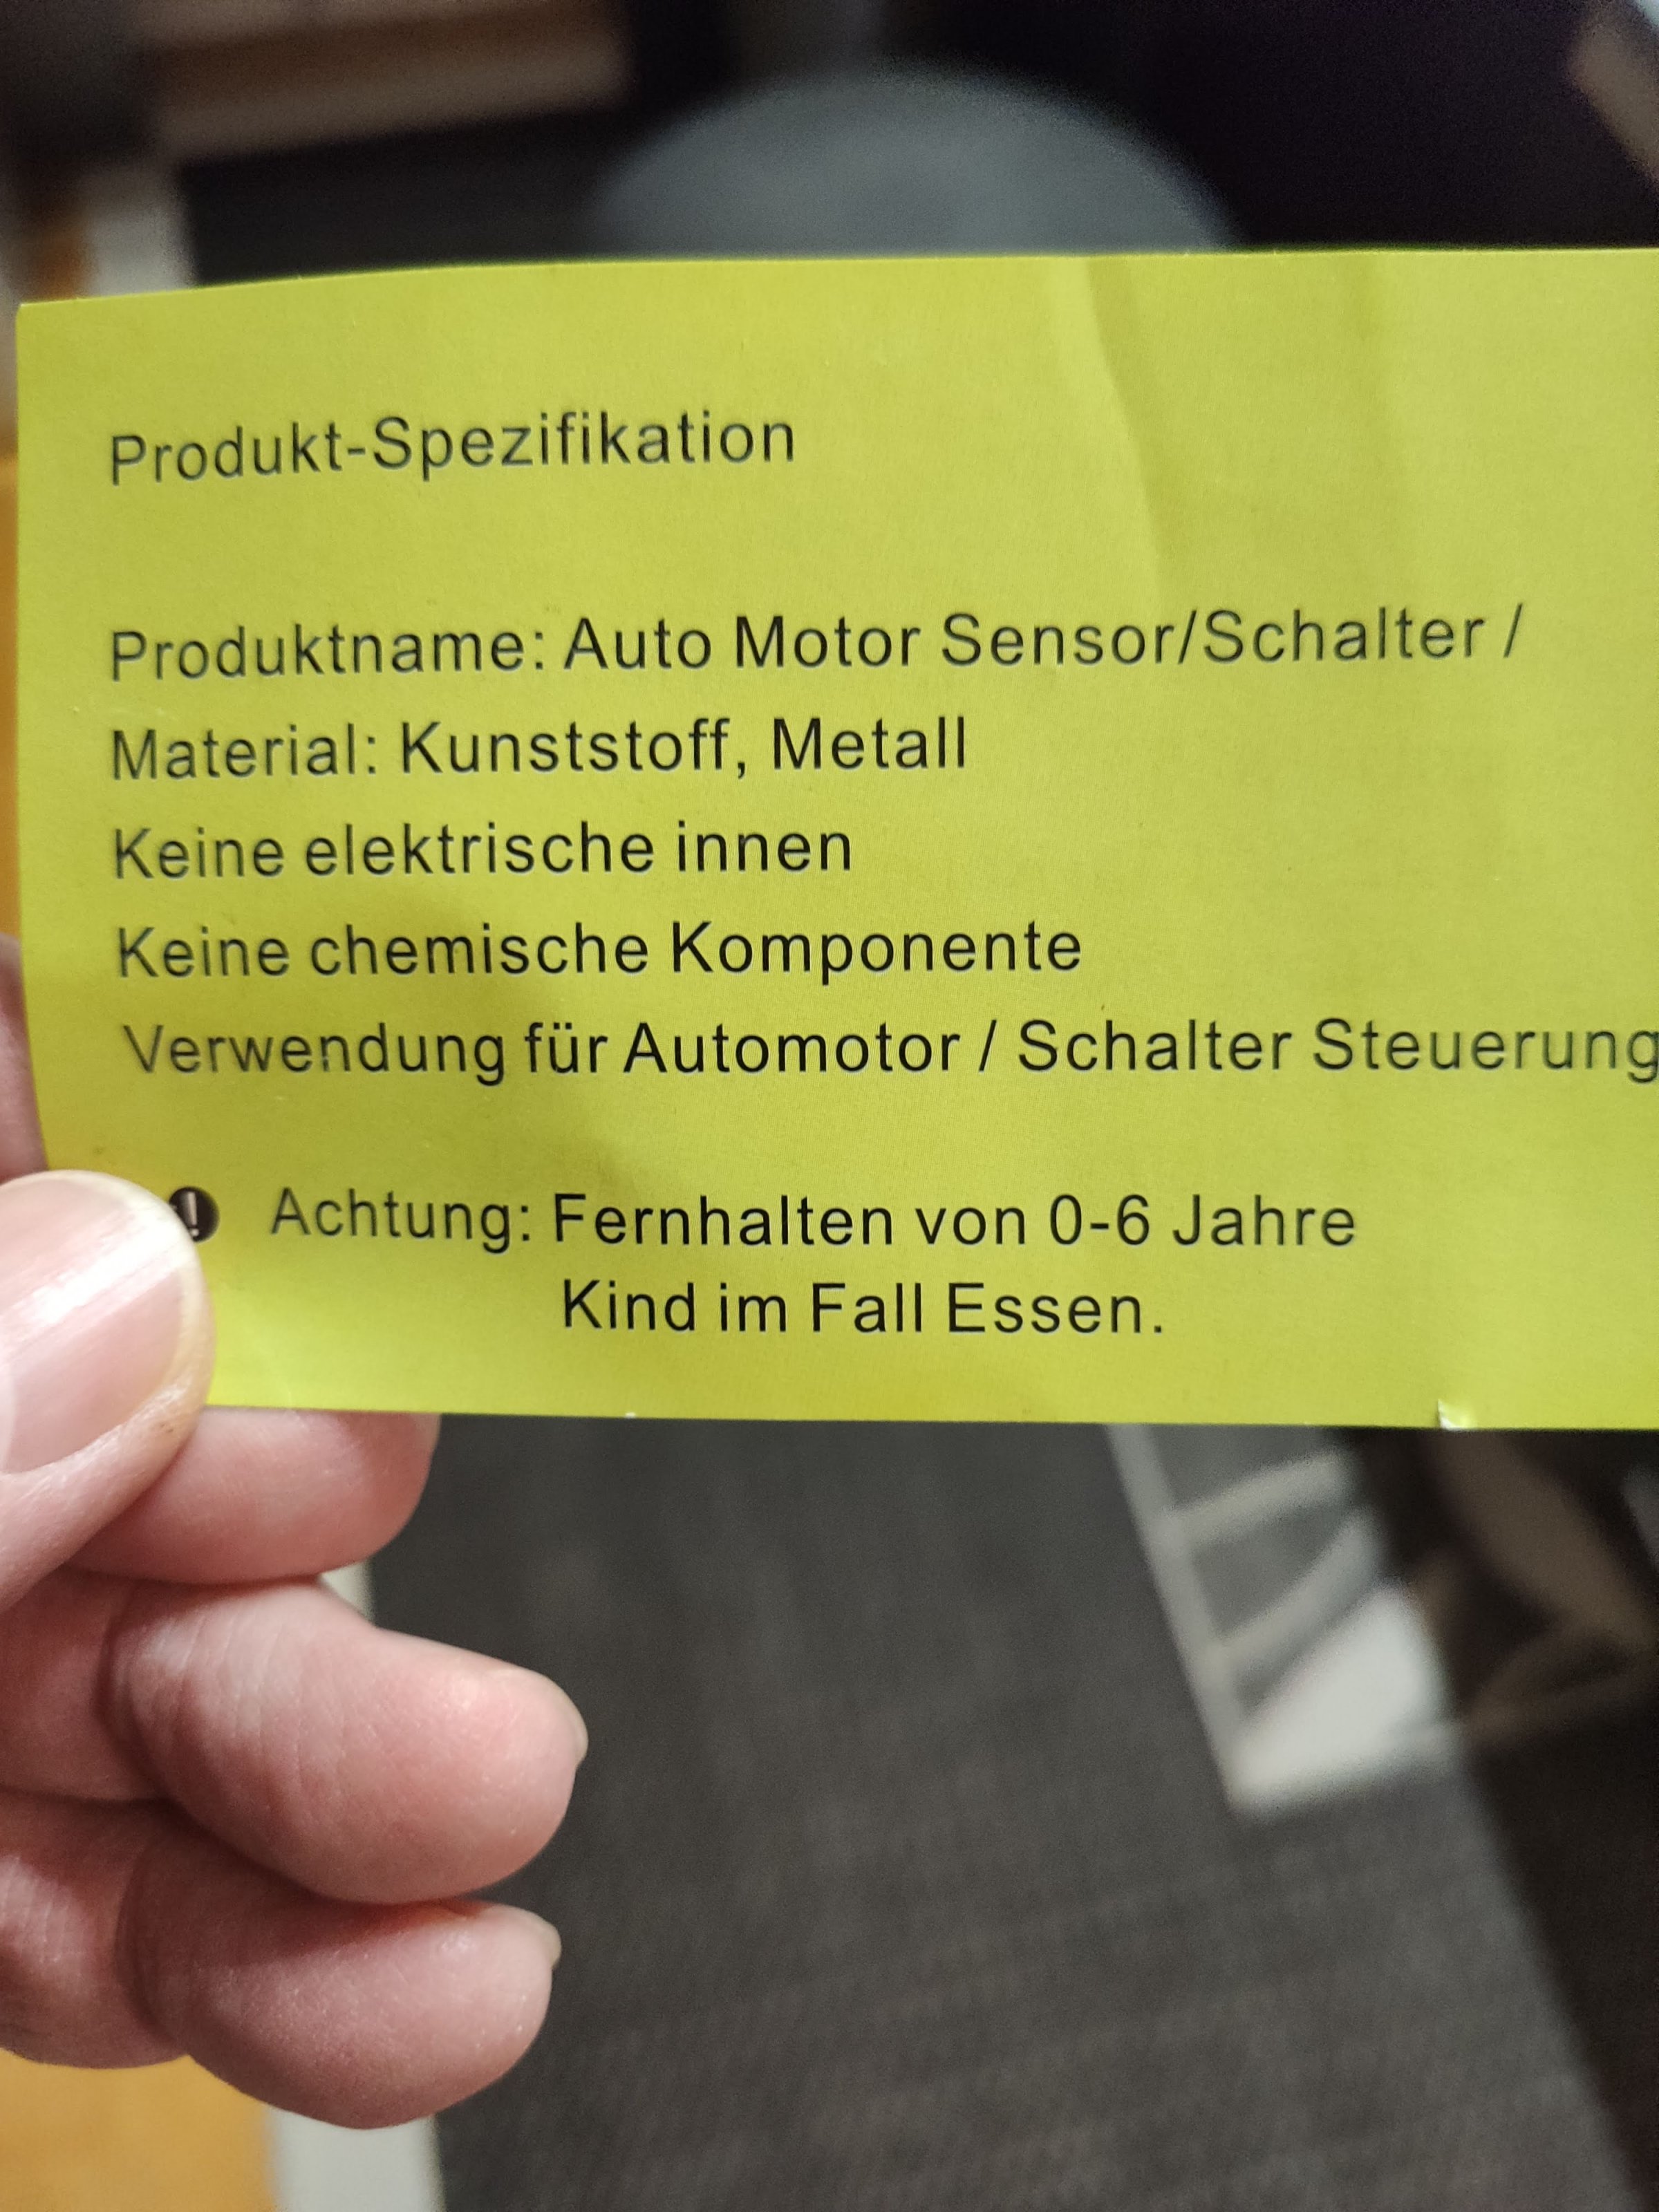 Produkt-Spezifikation
Produktname: Auto Motor Sensor/Schalter /
Material: Kunststoff, Metall
Keine elektrische innen
Keine chemische Komponente
Verwendung für Automotor / Schalter Steuerung
! Achtung: Fernhalten von 0-6 Jahre
Kind im Fall Essen.